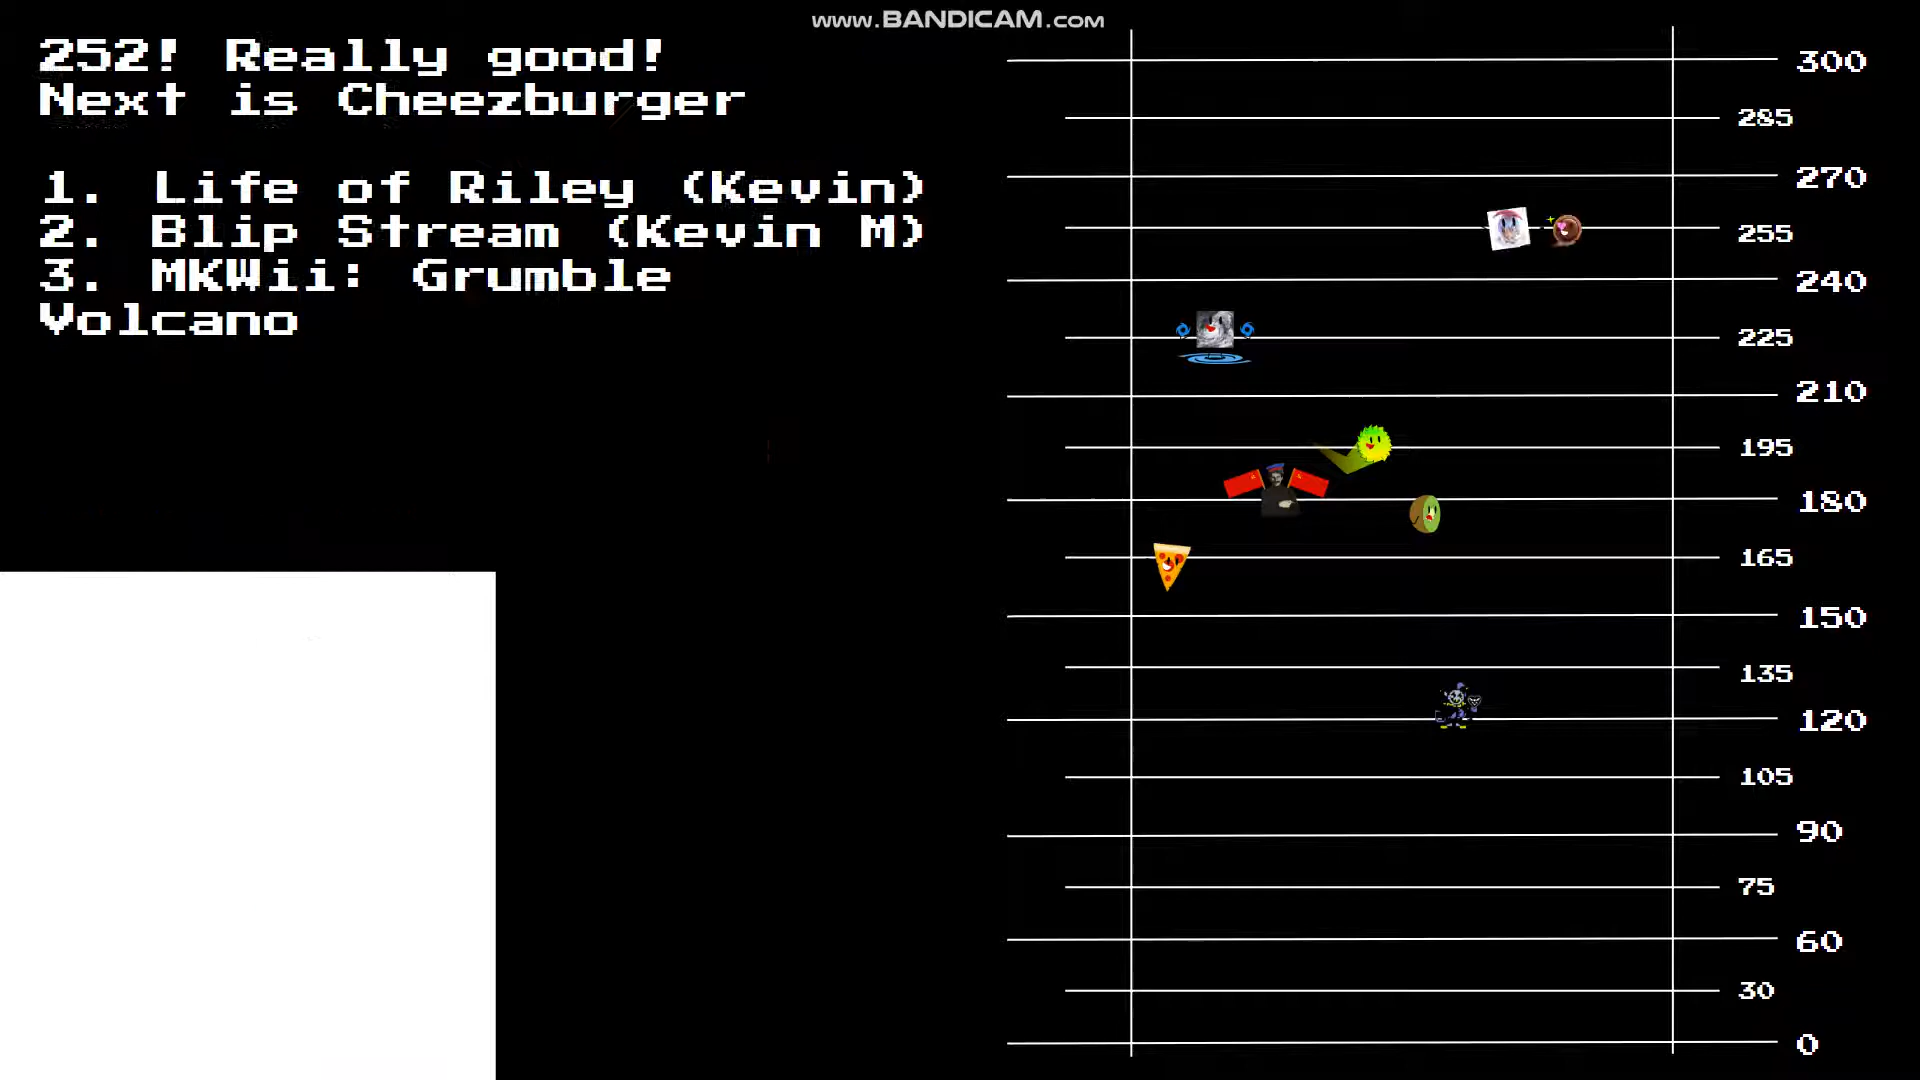 www.BANDICAM.com
252! Really good!
Next is Cheezburger
1. Life of Riley (Kevin)
2. Blip Stream (Kevin M)
3. MKWii: Grumble
Volcano
300
285
270
255
240
225
210
195
180
165
150
135
120
105
90
75
60
30
0